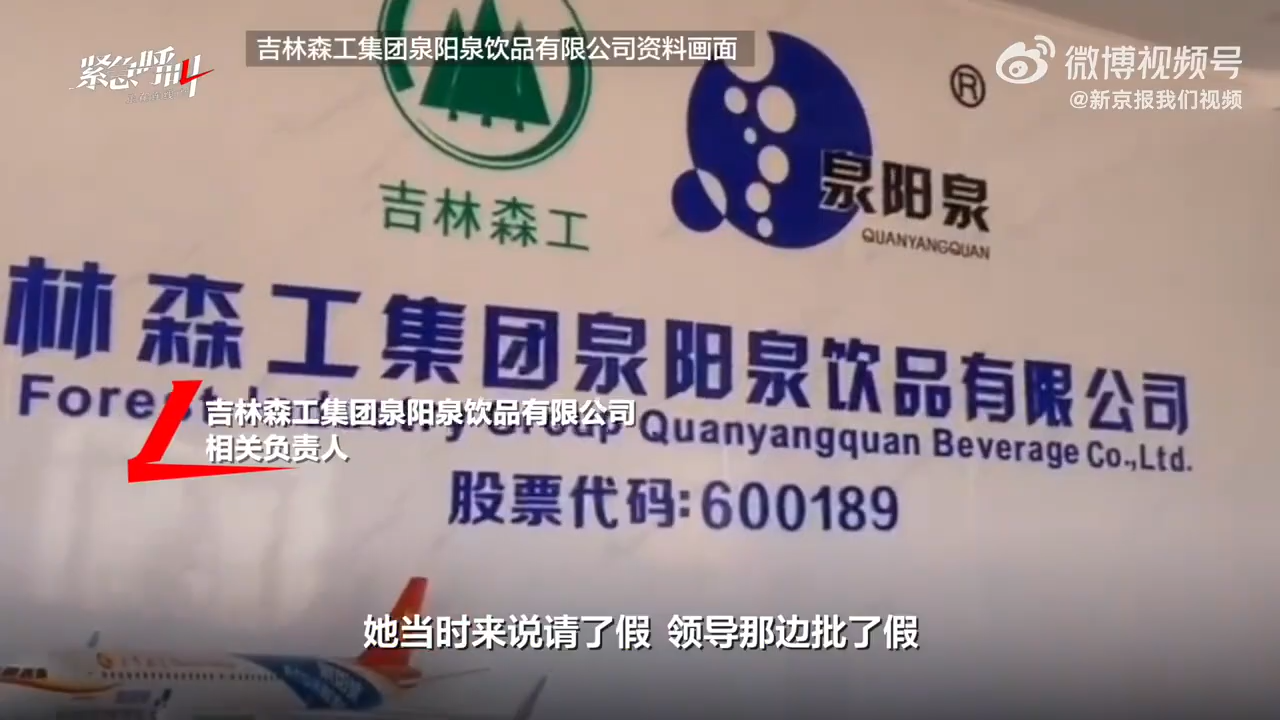 紧急呼叫
吉林森工集团泉阳泉饮品有限公司资料画面
微博视频号
@新京报我们视频
®
吉林森工
泉阳泉
QUANYANGQUAN
林森工集团泉阳泉饮品有限公司
Forest Industry Group Quanyangquan Beverage Co.,Ltd.
吉林森工集团泉阳泉饮品有限公司
相关负责人
股票代码:600189
她当时来说请了假 领导那边批了假